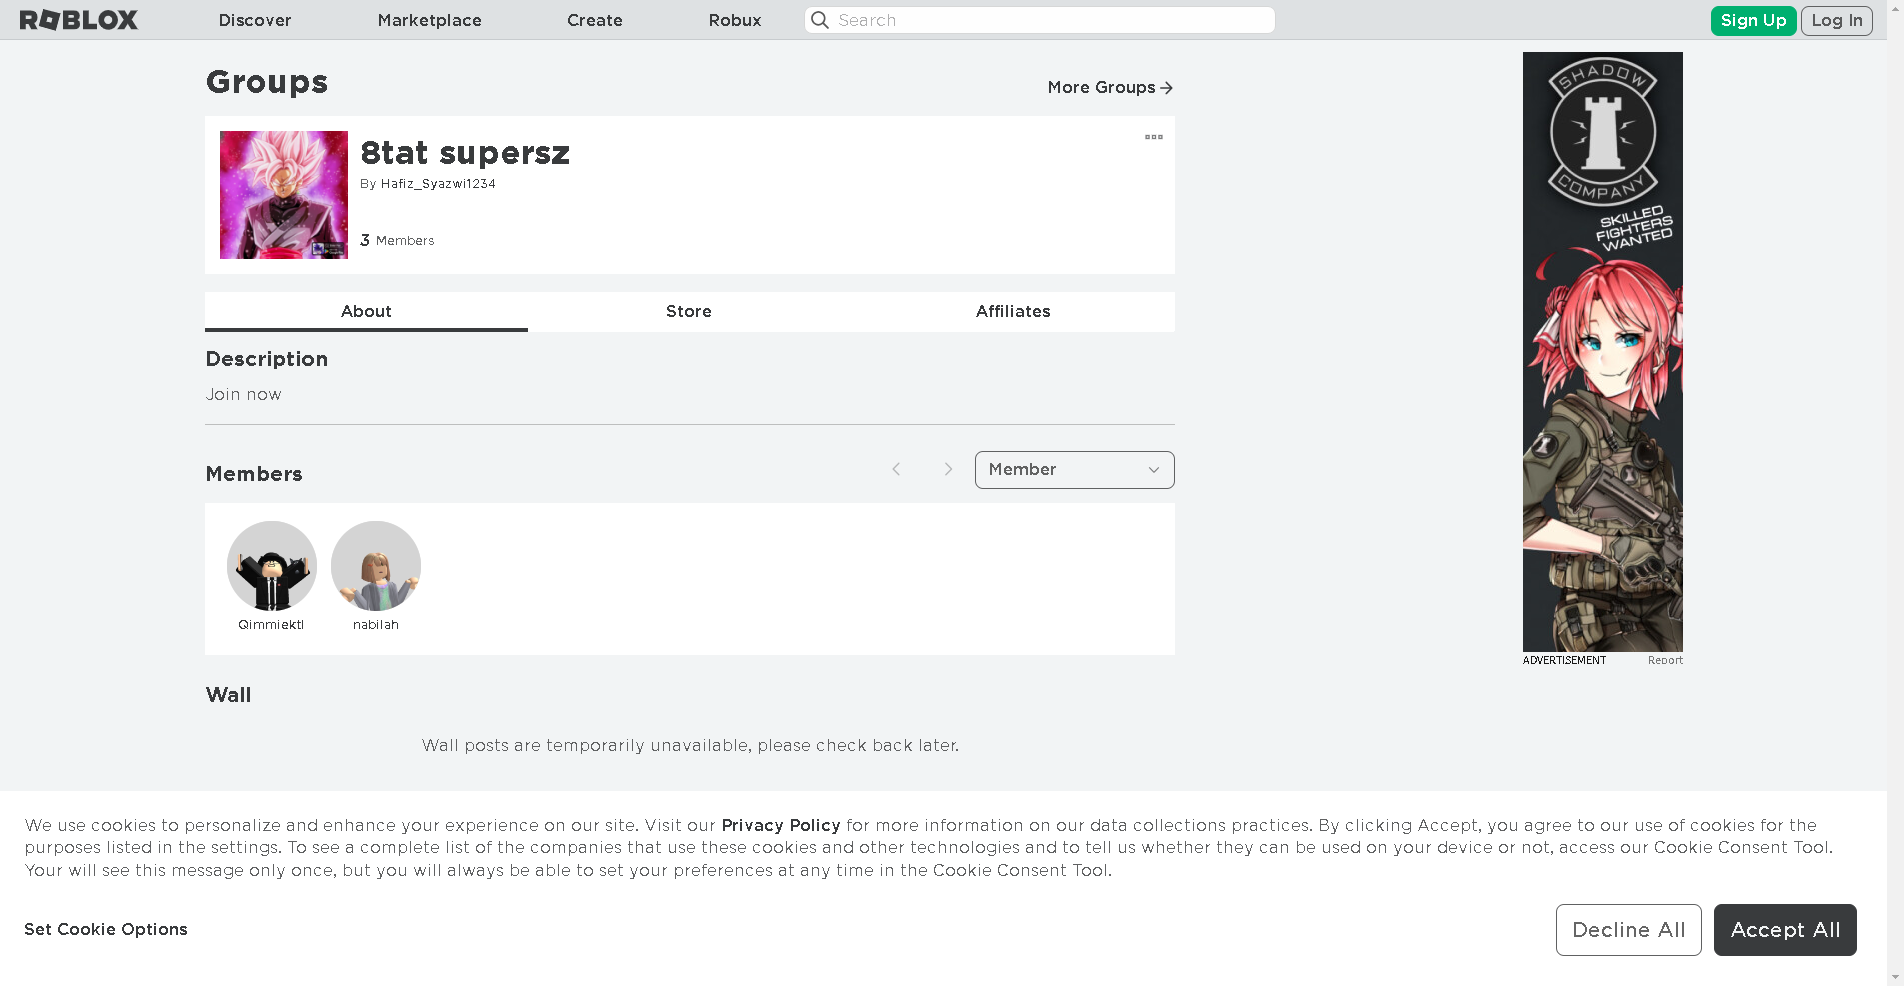 ROBLOX
Discover
Marketplace
Create
Robux
Search
Sign Up
Log In
Groups
More Groups
8tat supersz
By Hafiz_Syazwi1234
3 Members
About
Store
Affiliates
Description
Join now
Members
Member
Qimmiektl
nabilah
Wall
Wall posts are temporarily unavailable, please check back later.
SHADOW
COMPANY
SKILLED
FIGHTERS
WANTED
ADVERTISEMENT
Report
We use cookies to personalize and enhance your experience on our site. Visit our Privacy Policy for more information on our data collections practices. By clicking Accept, you agree to our use of cookies for the
purposes listed in the settings. To see a complete list of the companies that use these cookies and other technologies and to tell us whether they can be used on your device or not, access our Cookie Consent Tool.
Your will see this message only once, but you will always be able to set your preferences at any time in the Cookie Consent Tool.
Set Cookie Options
Decline All
Accept All